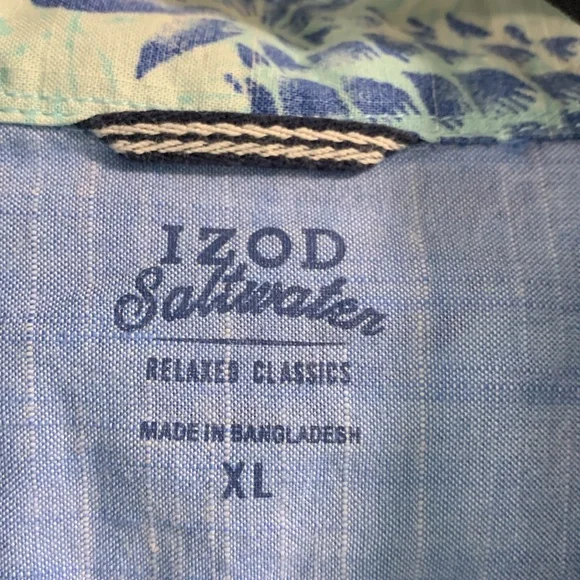 IZOD
Saltwater
RELAXED CLASSICS
MADE IN BANGLADESH
XL